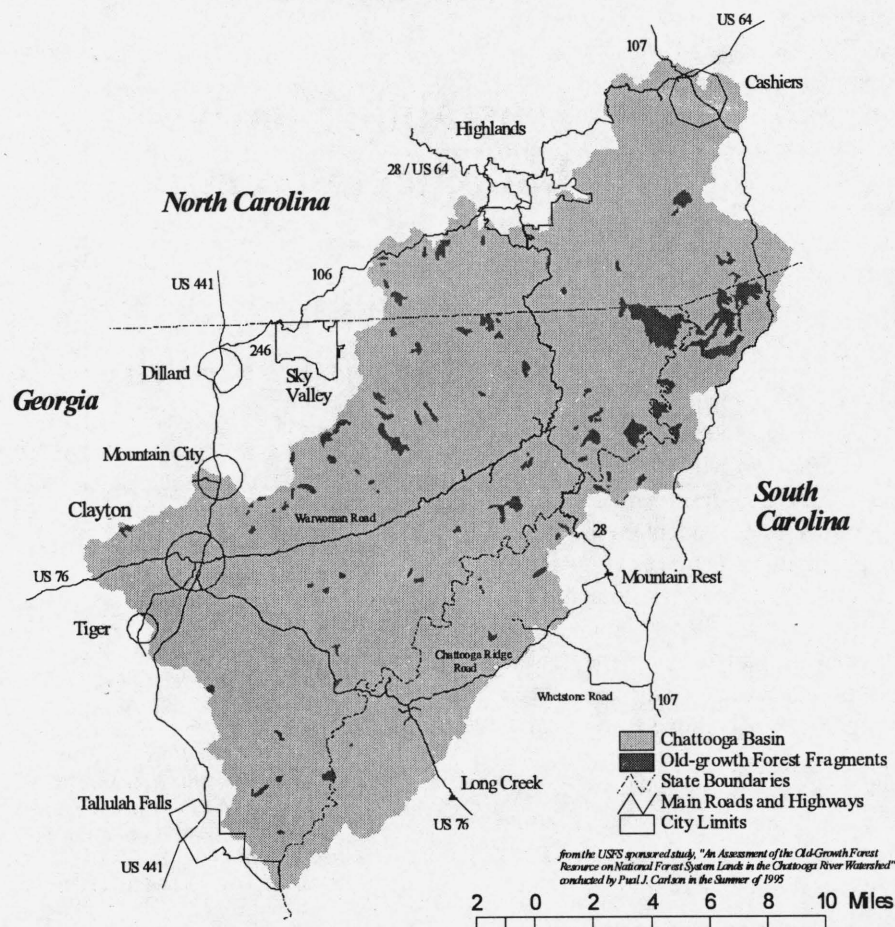 US 64
107
Cashiers
Highlands
28 / US 64
North Carolina
US 441
106
246
Dillard
Sky
Valley
Georgia
Mountain City
Clayton
Warwoman Road
South
Carolina
28
US 76
Mountain Rest
Tiger
Chattooga Ridge
Road
Whetstone Road
107
Chattooga Basin
Old-growth Forest Fragments
State Boundaries
Main Roads and Highways
City Limits
Long Creek
Tallulah Falls
US 76
US 441
from the USFS sponsored study, "An Assessment of the Old-Growth Forest
Resource on National Forest System Lands in the Chattooga River Watershed"
conducted by Pual J. Carlson in the Summer of 1995
2 0 2 4 6 8 10 Miles